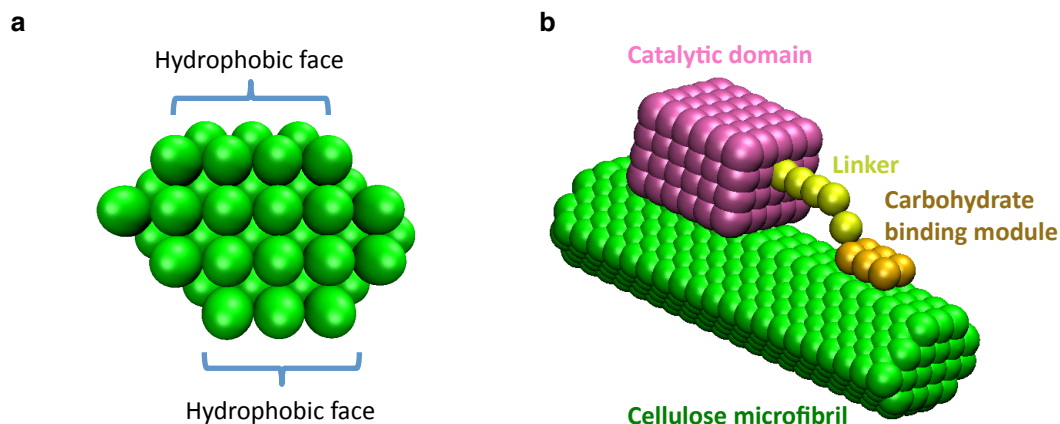 a
Hydrophobic face
Hydrophobic face
b
Catalytic domain
Linker
Carbohydrate
binding module
Cellulose microfibril